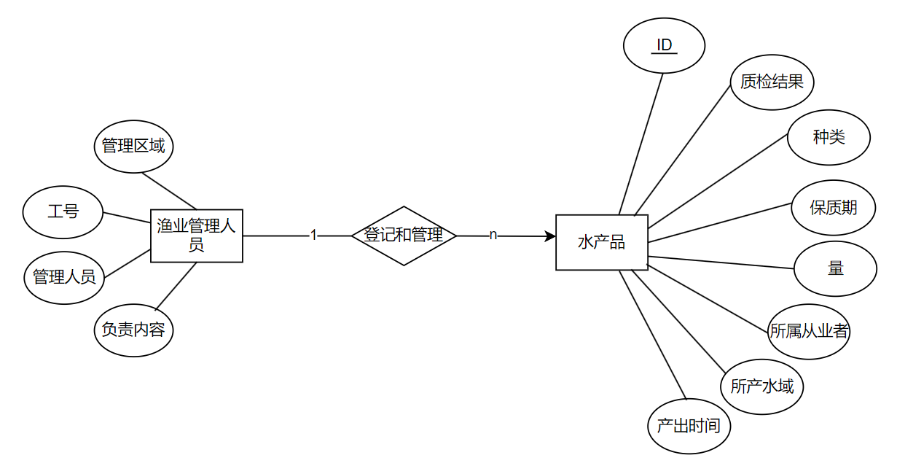 ID
质检结果
种类
管理区域
保质期
工号
渔业管理人
员
1
登记和管理
n
水产品
管理人员
量
负责内容
所属从业者
所产水域
产出时间